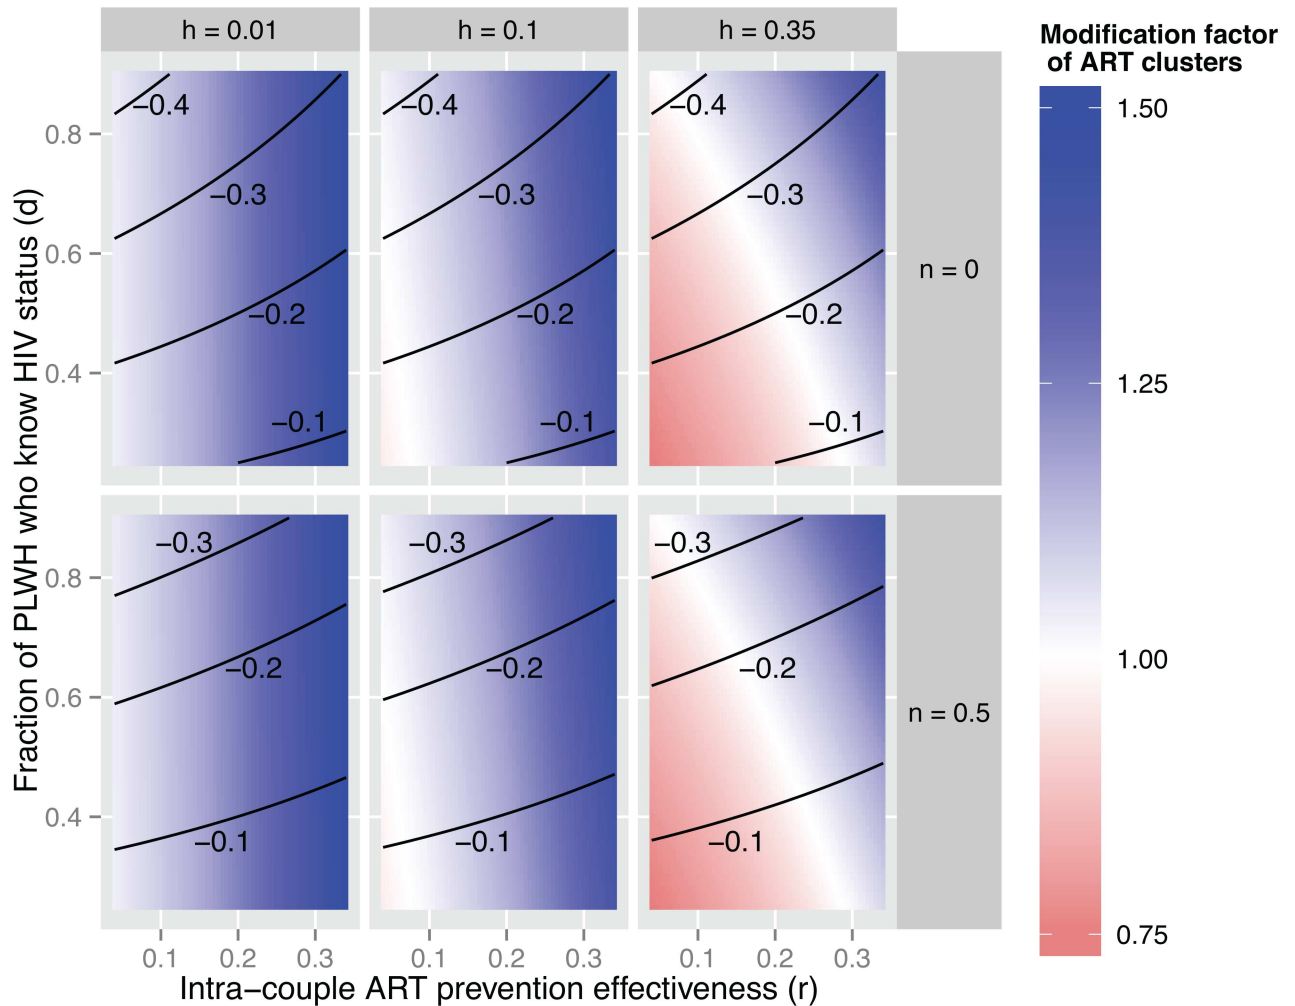 h = 0.01
h = 0.1
h = 0.35
Modification factor
of ART clusters
Fraction of PLWH who know HIV status (d)
0.8
0.6
0.4
−0.4
−0.3
−0.2
−0.1
−0.4
−0.3
−0.2
−0.1
−0.4
−0.3
−0.2
−0.1
n = 0
0.8
0.6
0.4
−0.3
−0.2
−0.1
−0.3
−0.2
−0.1
−0.3
−0.2
−0.1
n = 0.5
0.1 0.2 0.3
0.1 0.2 0.3
0.1 0.2 0.3
Intra−couple ART prevention effectiveness (r)
1.50
1.25
1.00
0.75